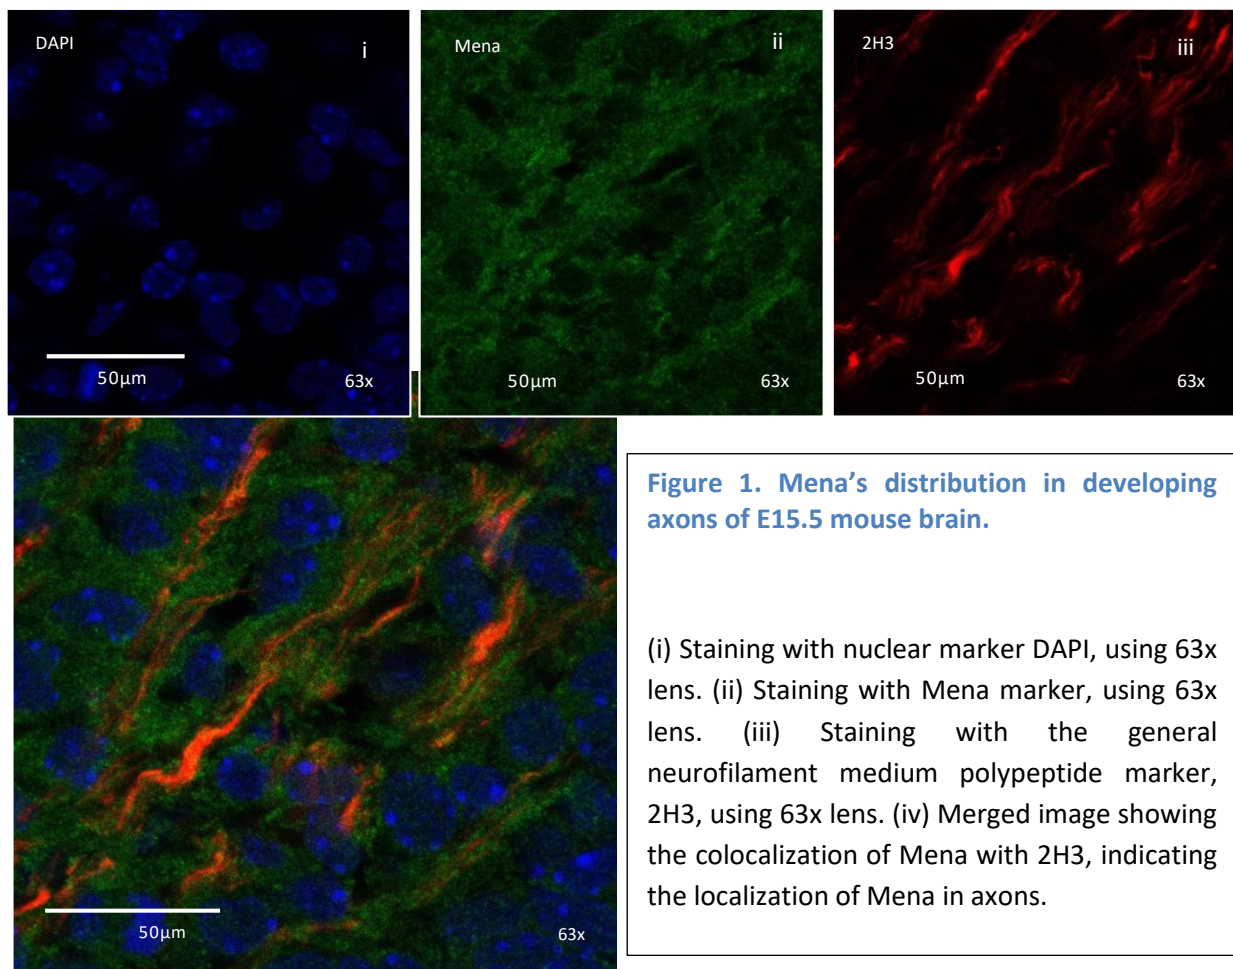 DAPI
i
50µm
63x
Mena
ii
50µm
63x
2H3
iii
50µm
63x
50µm
63x
Figure 1. Mena’s distribution in developing
axons of E15.5 mouse brain.
(i) Staining with nuclear marker DAPI, using 63x
lens. (ii) Staining with Mena marker, using 63x
lens. (iii) Staining with the general
neurofilament medium polypeptide marker,
2H3, using 63x lens. (iv) Merged image showing
the colocalization of Mena with 2H3, indicating
the localization of Mena in axons.